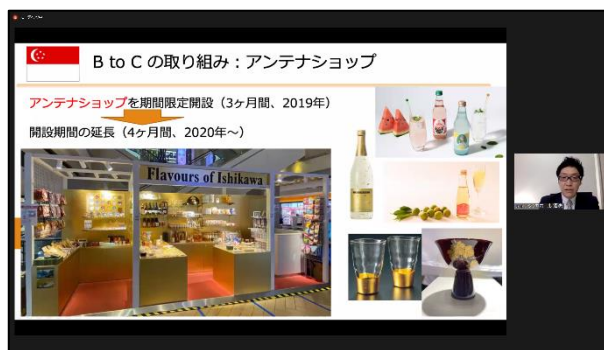 B to C の取り組み：アンテナショップ
アンテナショップを期間限定開設（3ヶ月間、2019年）
開設期間の延長（4ヶ月間、2020年～）
Flavours of Ishikawa